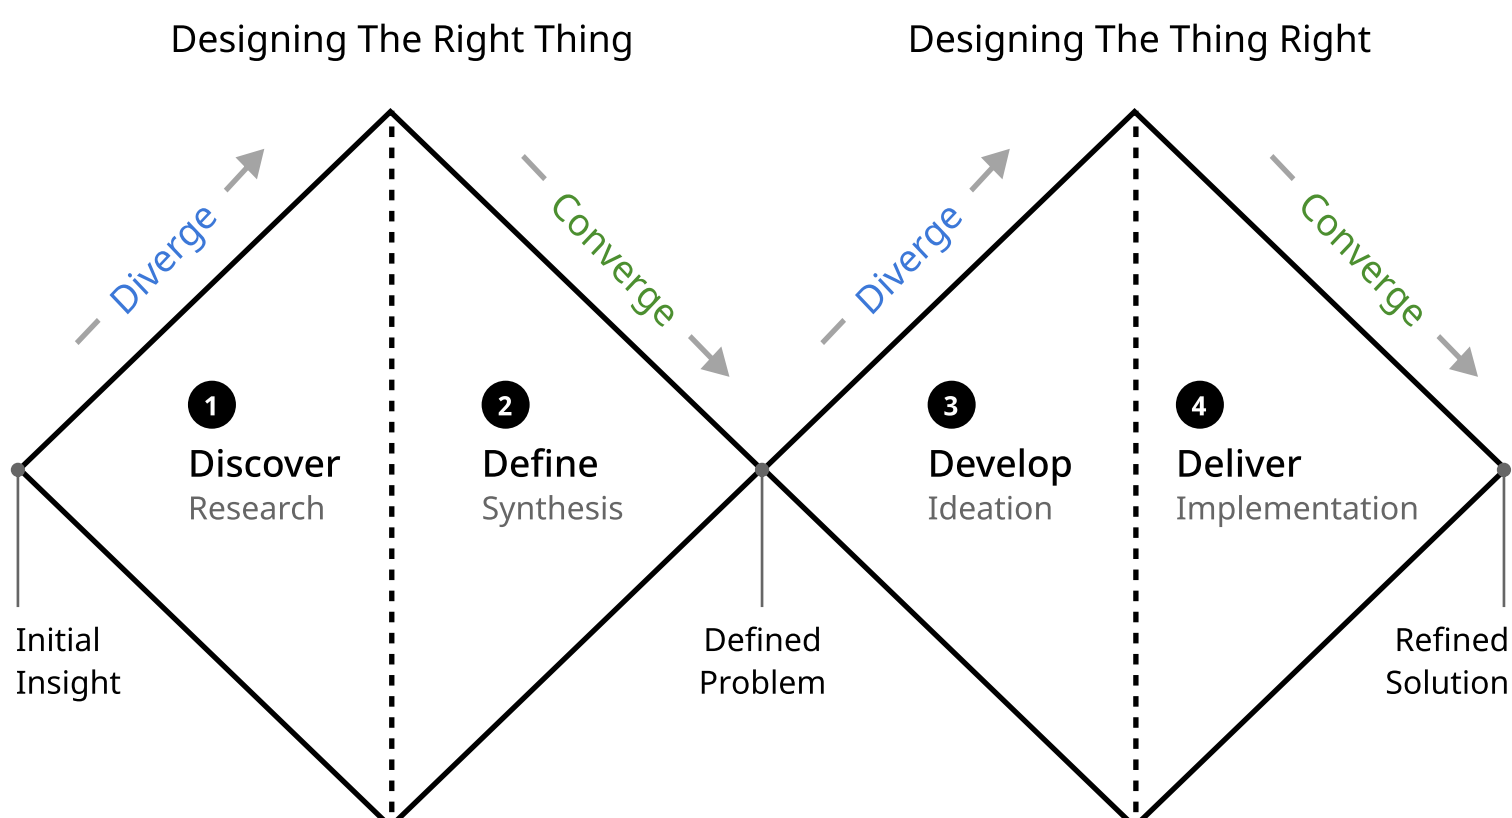 Designing The Right Thing
Designing The Thing Right
Diverge
Converge
Diverge
Converge
1
Discover
Research
2
Define
Synthesis
3
Develop
Ideation
4
Deliver
Implementation
Initial
Insight
Defined
Problem
Refined
Solution